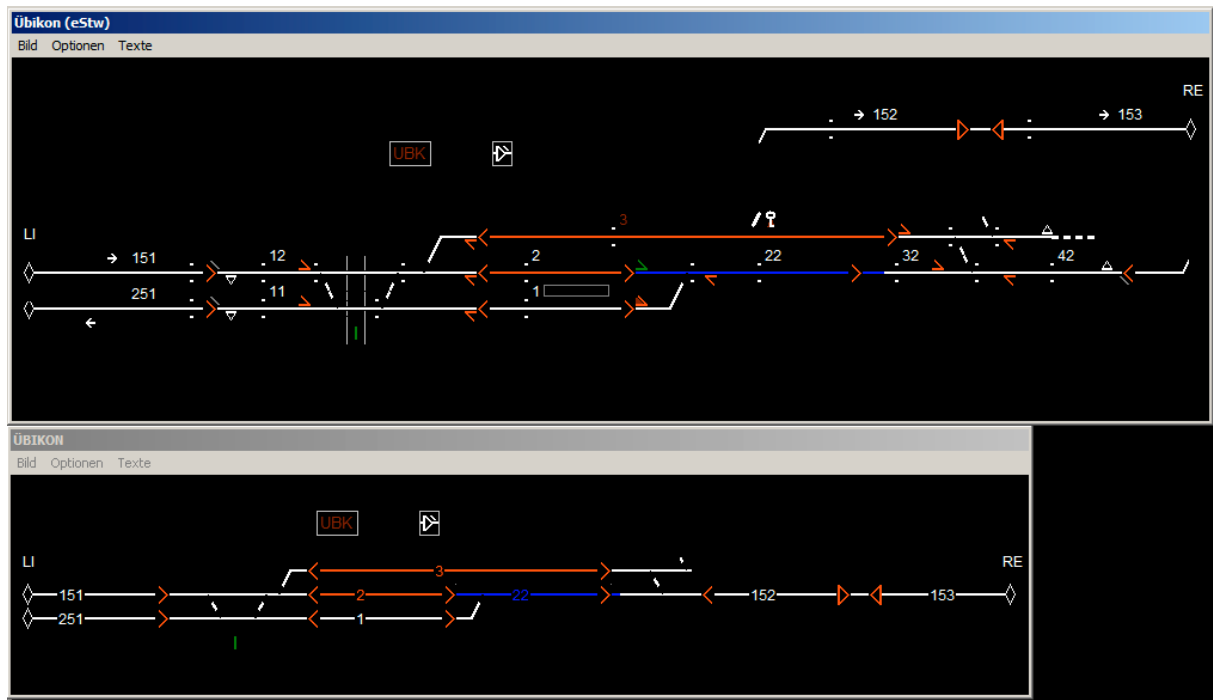 Übikon (eStw)
Bild Optionen Texte
RE
152 153
UBK
3
LI
151 12 2 22 32 42
251 11 1
ÜBIKON
Bild Optionen Texte
UBK
LI RE
3
151 2 22 152 153
251 1